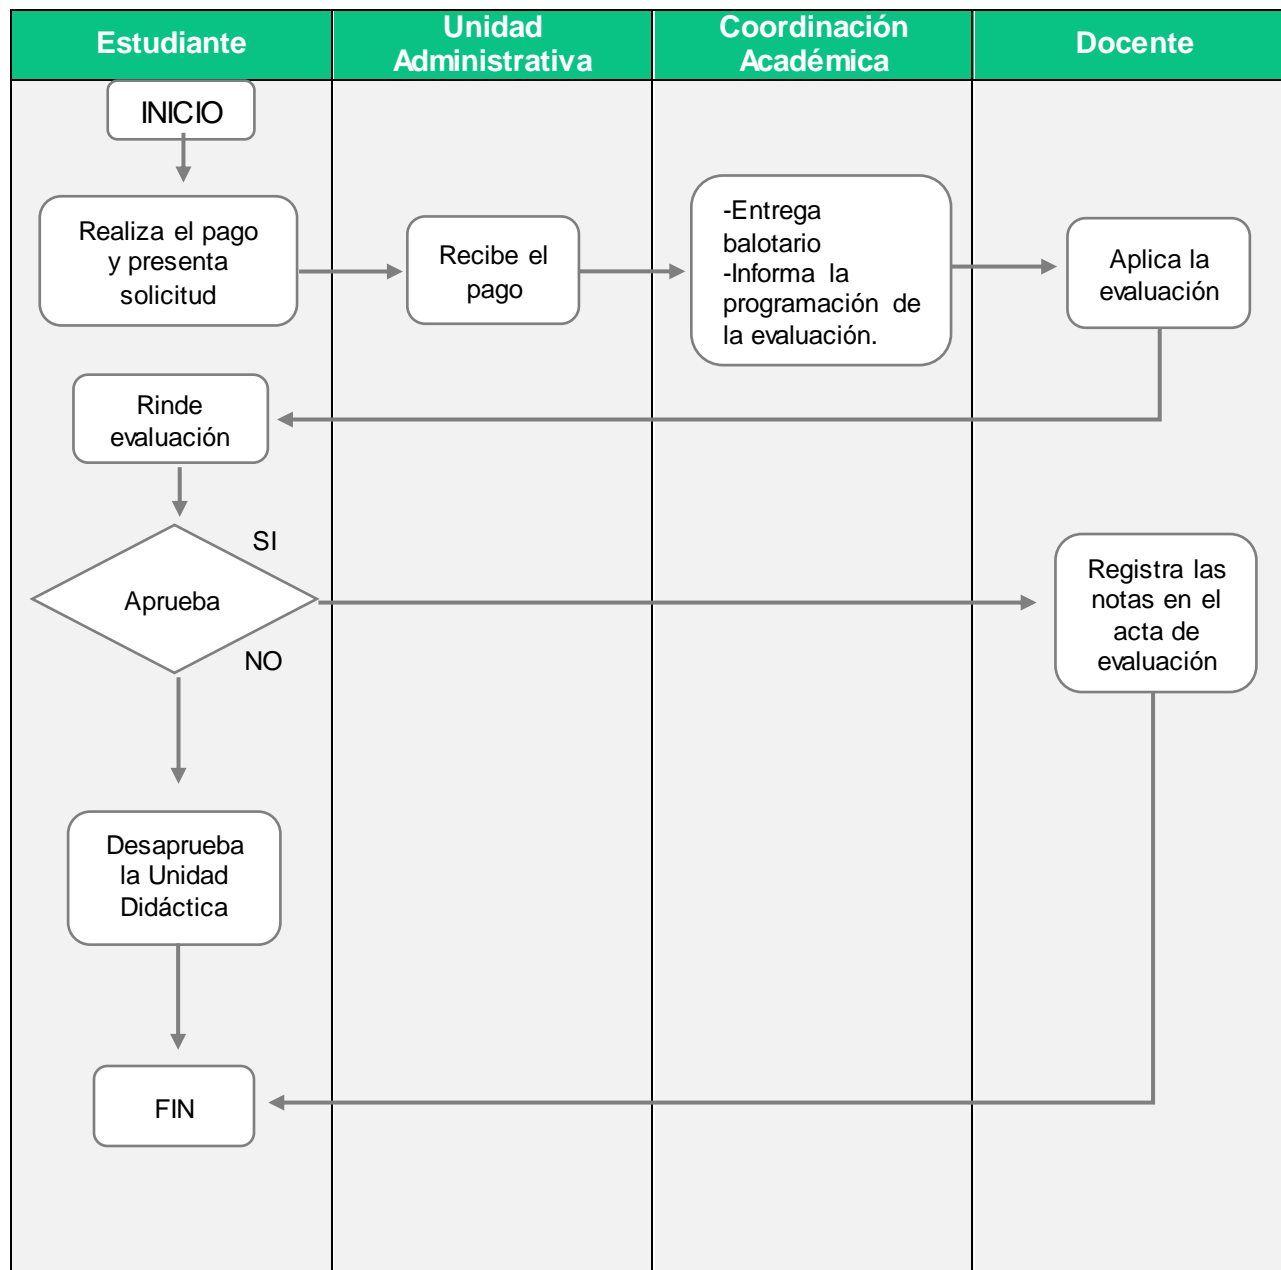 Estudiante
Unidad
Administrativa
Coordinación
Académica
Docente
INICIO
Realiza el pago
y presenta
solicitud
Recibe el
pago
-Entrega
balotario
-Informa la
programación de
la evaluación.
Aplica la
evaluación
Rinde
evaluación
SI
Aprueba
NO
Registra las
notas en el
acta de
evaluación
Desaprueba
la Unidad
Didáctica
FIN